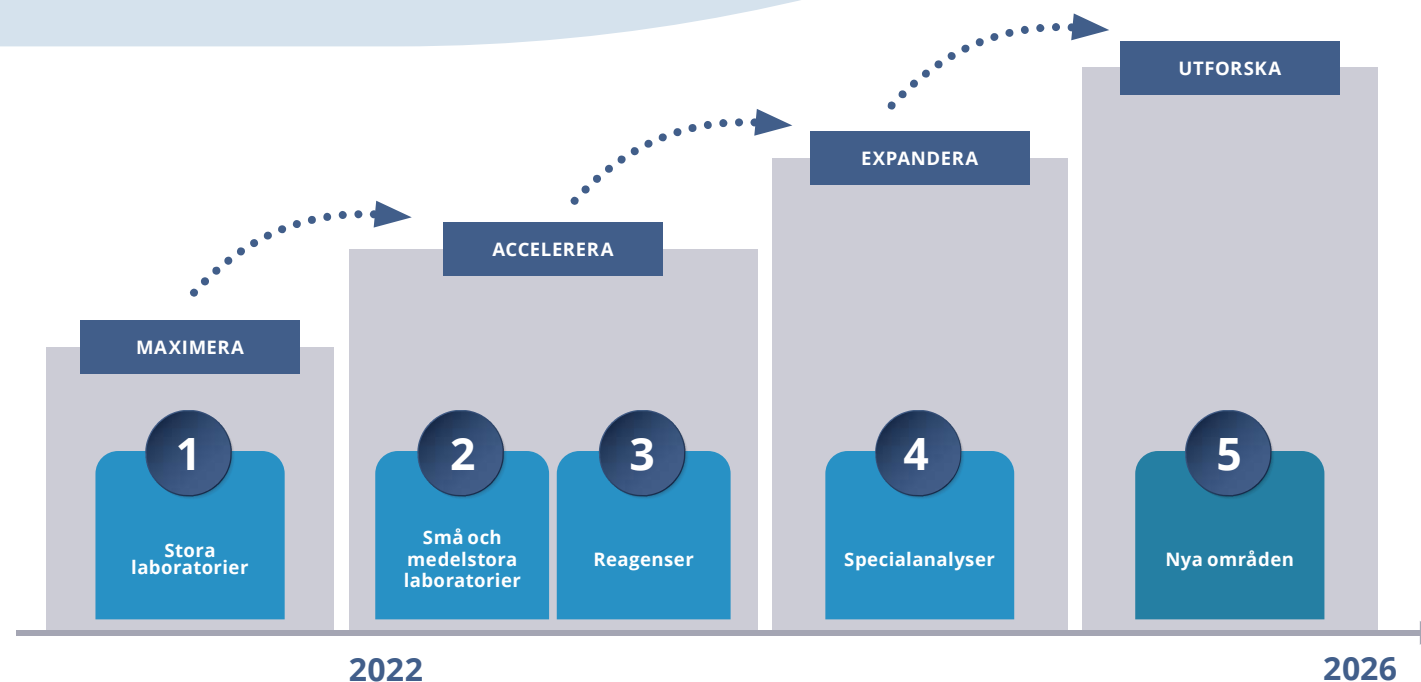 UTFORSKA
EXPANDERA
ACCELERERA
MAXIMERA
1
Stora
laboratorier
2
Små och
medelstora
laboratorier
3
Reagenser
4
Specialanalyser
5
Nya områden
2022
2026